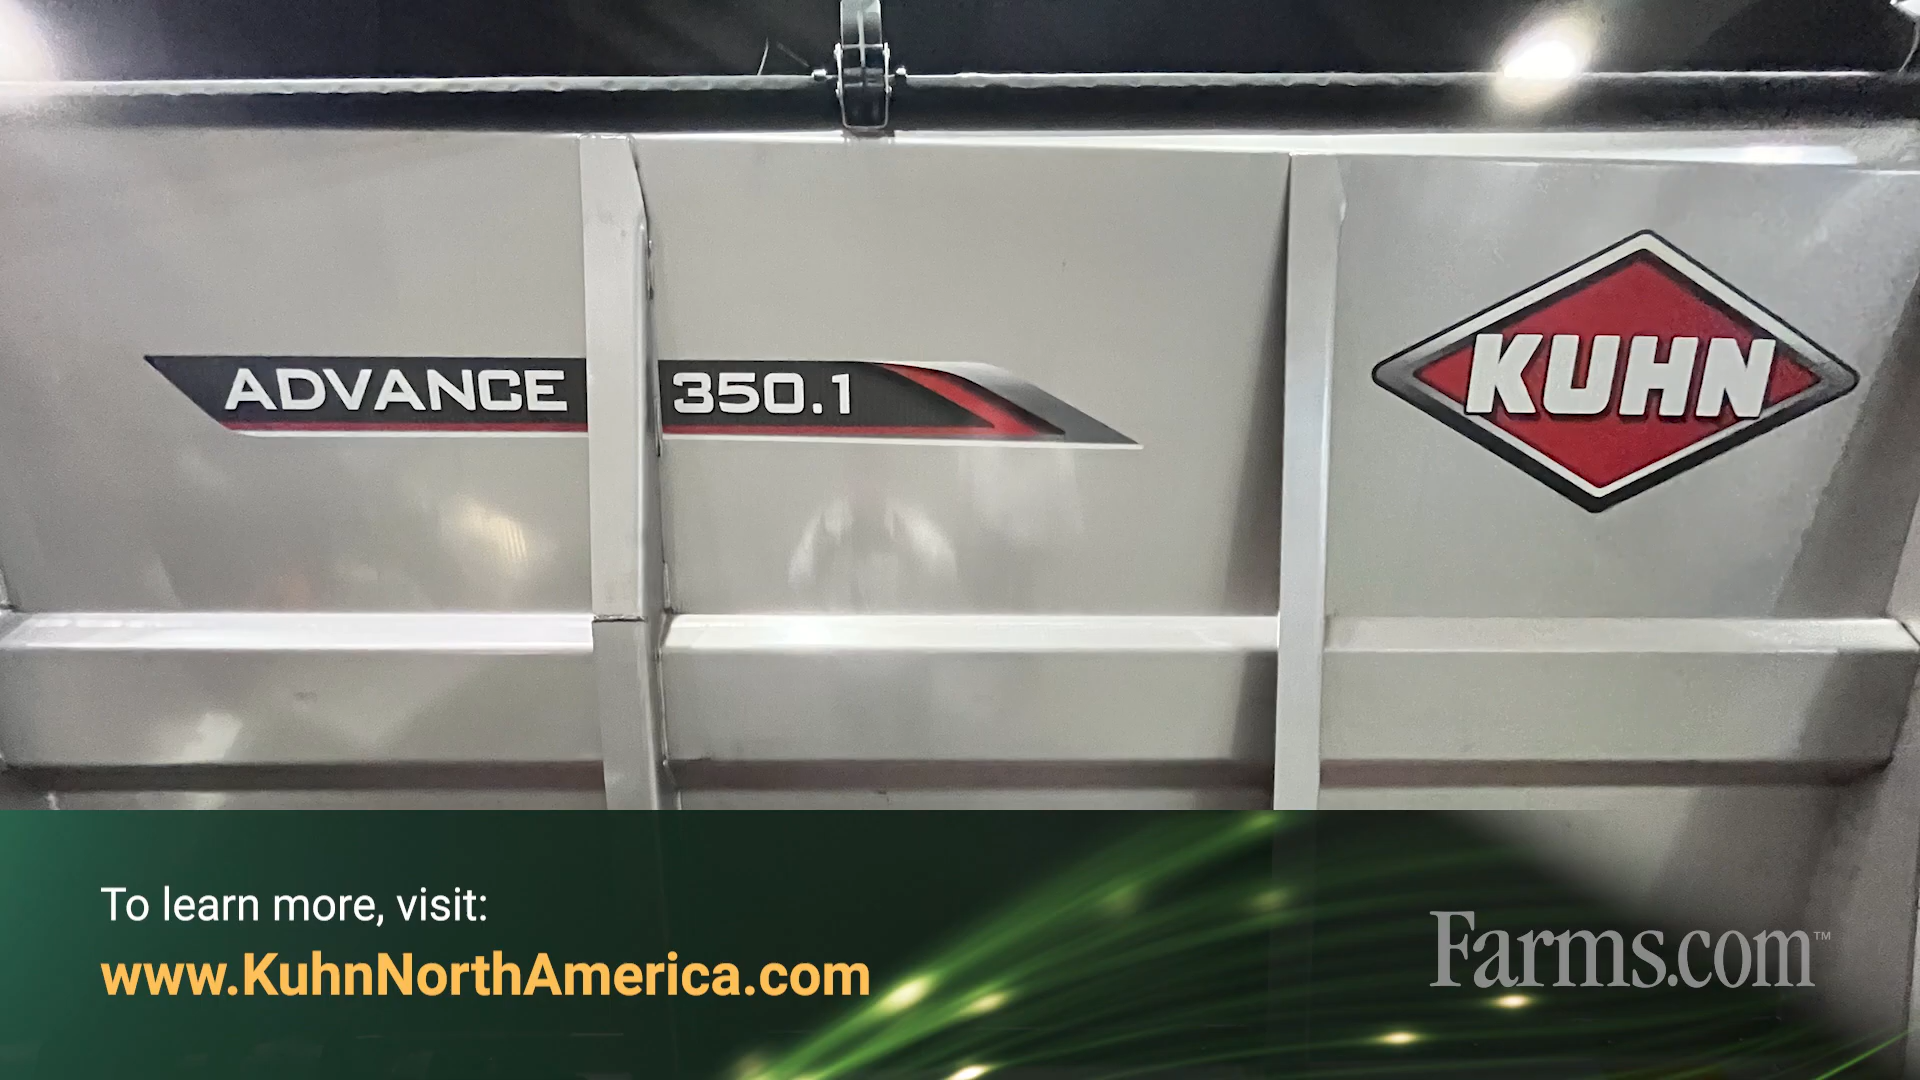 ADVANCE 350.1
KUHN
To learn more, visit:
www.KuhnNorthAmerica.com
Farms.com™